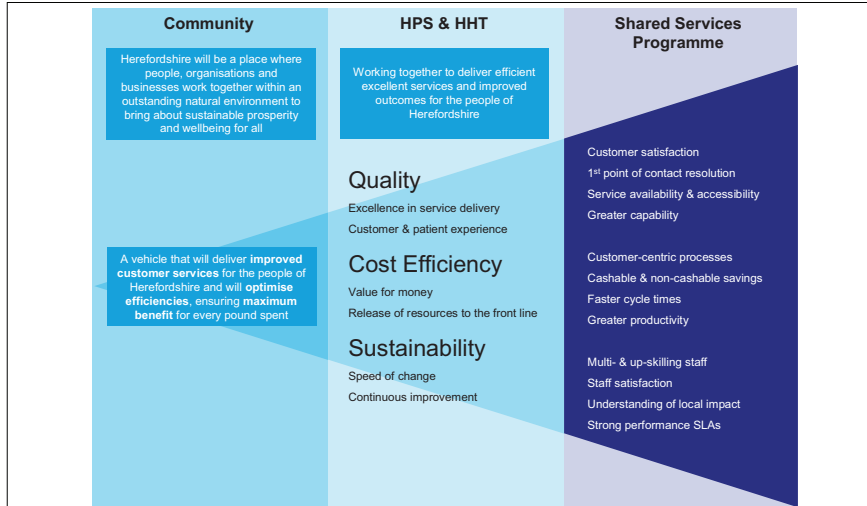 Community
Herefordshire will be a place where
people, organisations and
businesses work together within an
outstanding natural environment to
bring about sustainable prosperity
and wellbeing for all
A vehicle that will deliver improved
customer services for the people of
Herefordshire and will optimise
efficiencies, ensuring maximum
benefit for every pound spent
HPS & HHT
Working together to deliver efficient
excellent services and improved
outcomes for the people of
Herefordshire
Quality
Excellence in service delivery
Customer & patient experience
Cost Efficiency
Value for money
Release of resources to the front line
Sustainability
Speed of change
Continuous improvement
Shared Services
Programme
Customer satisfaction
1st point of contact resolution
Service availability & accessibility
Greater capability
Customer-centric processes
Cashable & non-cashable savings
Faster cycle times
Greater productivity
Multi- & up-skilling staff
Staff satisfaction
Understanding of local impact
Strong performance SLAs